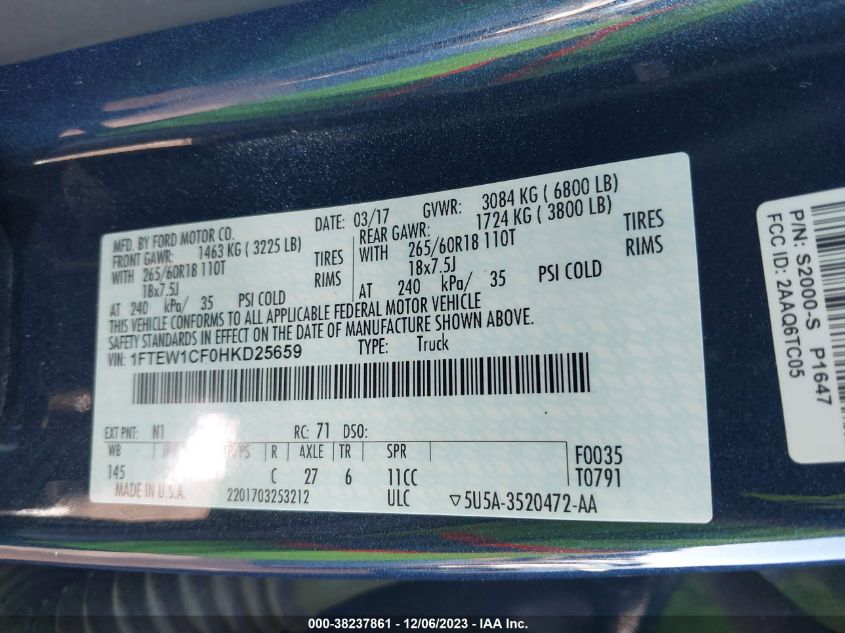 MFD. BY FORD MOTOR CO.
DATE: 03/17 GVWR: 3084 KG ( 6800 LB)
FRONT GAWR: 1463 KG ( 3225 LB)
REAR GAWR: 1724 KG ( 3800 LB)
WITH 265/60R18 110T TIRES
WITH 265/60R18 110T TIRES
18x7.5J RIMS
18x7.5J RIMS
AT 240 kPa/ 35 PSI COLD
AT 240 kPa/ 35 PSI COLD
THIS VEHICLE CONFORMS TO ALL APPLICABLE FEDERAL MOTOR VEHICLE
SAFETY STANDARDS IN EFFECT ON THE DATE OF MANUFACTURE SHOWN ABOVE.
VIN: 1FTEW1CF0HKD25659 TYPE: Truck
EXT PNT: N1 RC: 71 DSO:
WB R AXLE TR SPR F0035
145 C 27 6 11CC T0791
MADE IN U.S.A. 2201703253212 ULC ▽5U5A-3520472-AA
P/N: S2000-S P1647
FCC ID: 2AAQ6TC05
000-38237861 - 12/06/2023 - IAA Inc.